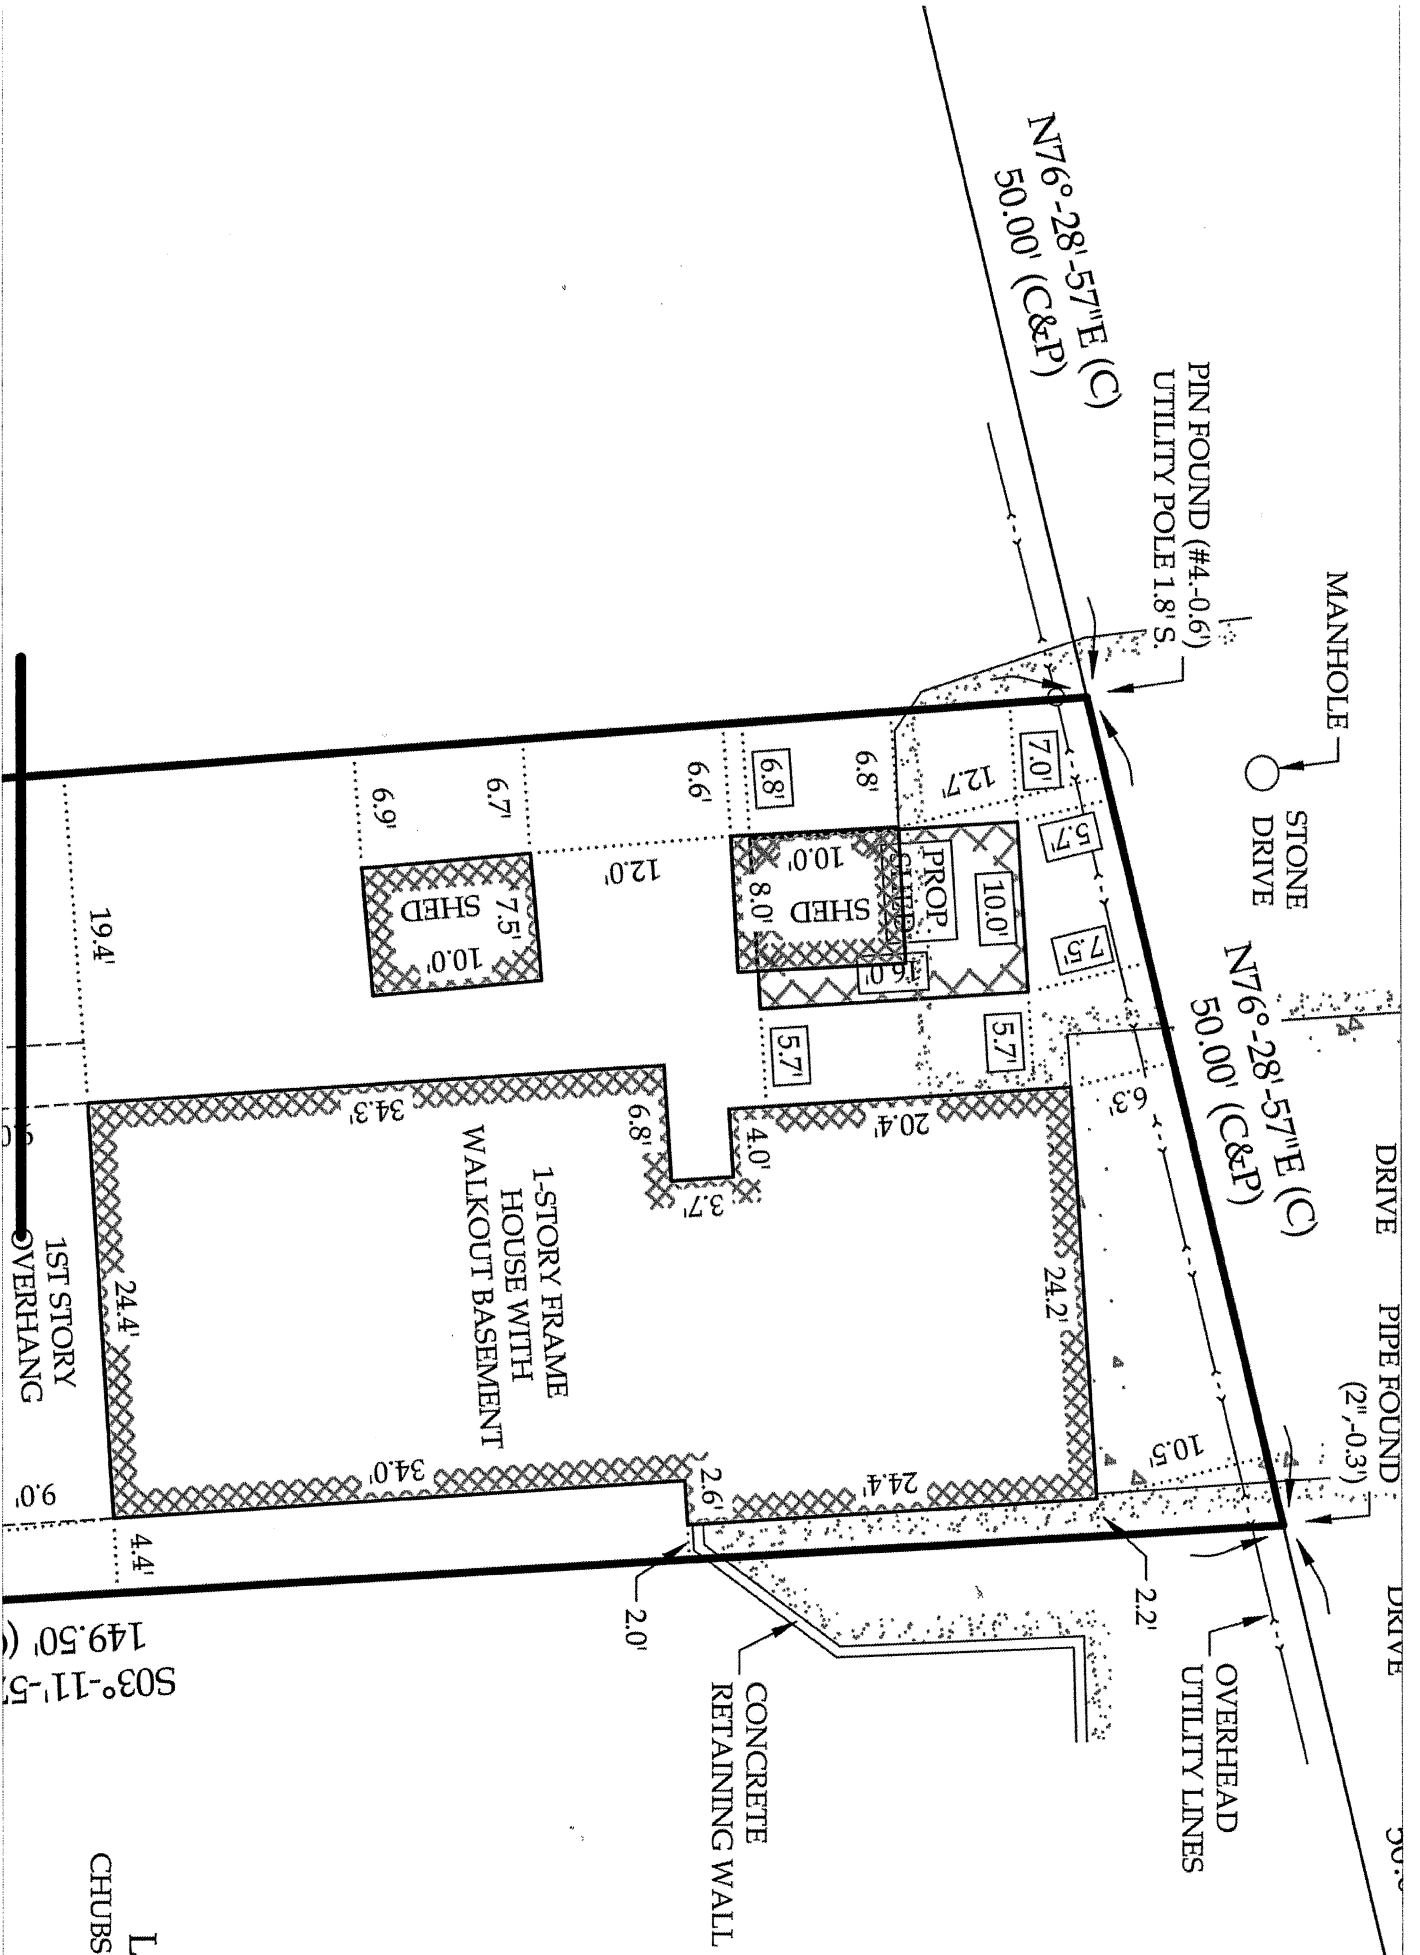 N76°-28'-57"E (C)
50.00' (C&P)
PIN FOUND (#4,-0.6')
UTILITY POLE 1.8' S.
MANHOLE
STONE
DRIVE
N76°-28'-57"E (C)
50.00' (C&P)
DRIVE
PIPE FOUND
(2",-0.3')
DRIVE
OVERHEAD
UTILITY LINES
7.0'
12.7'
5.7'
7.5'
6.3'
10.5'
6.8'
6.8'
6.6'
6.7'
6.9'
PROP
SHED
10.0'
16.0'
10.0'
8.0'
SHED
12.0'
7.5'
SHED
10.0'
5.7'
5.7'
19.4'
34.3'
6.8'
3.7'
4.0'
20.4'
24.2'
1-STORY FRAME
HOUSE WITH
WALKOUT BASEMENT
24.4'
34.0'
2.6'
24.4'
2.2'
2.0'
1ST STORY
OVERHANG
9.0'
4.4'
CONCRETE
RETAINING WALL
149.50' (
S03°-11'-5
L
CHUBS